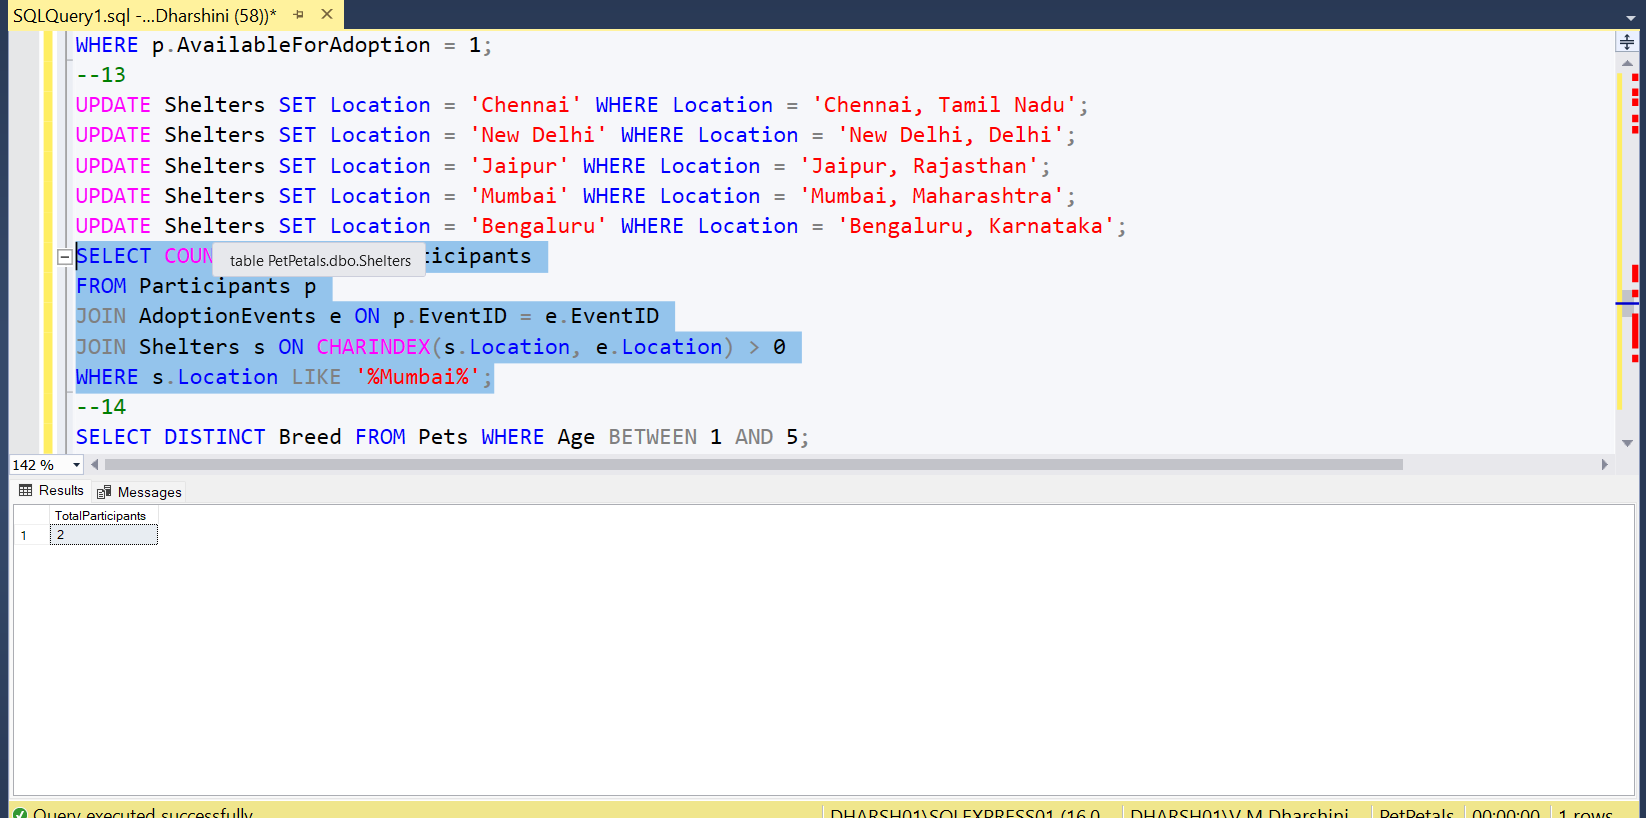 SQLQuery1.sql -...Dharshini (58))*
WHERE p.AvailableForAdoption = 1;
--13
UPDATE Shelters SET Location = 'Chennai' WHERE Location = 'Chennai, Tamil Nadu';
UPDATE Shelters SET Location = 'New Delhi' WHERE Location = 'New Delhi, Delhi';
UPDATE Shelters SET Location = 'Jaipur' WHERE Location = 'Jaipur, Rajasthan';
UPDATE Shelters SET Location = 'Mumbai' WHERE Location = 'Mumbai, Maharashtra';
UPDATE Shelters SET Location = 'Bengaluru' WHERE Location = 'Bengaluru, Karnataka';
SELECT COUN table PetPetals.dbo.Shelters ticipants
FROM Participants p
JOIN AdoptionEvents e ON p.EventID = e.EventID
JOIN Shelters s ON CHARINDEX(s.Location, e.Location) > 0
WHERE s.Location LIKE '%Mumbai%';
--14
SELECT DISTINCT Breed FROM Pets WHERE Age BETWEEN 1 AND 5;
142 %
Results Messages
TotalParticipants
1 2
Query executed successfully DHARSH01\SQLEXPRESS01 (16.0 DHARSH01\V M Dharshini PetPetals 00:00:00 1 rows